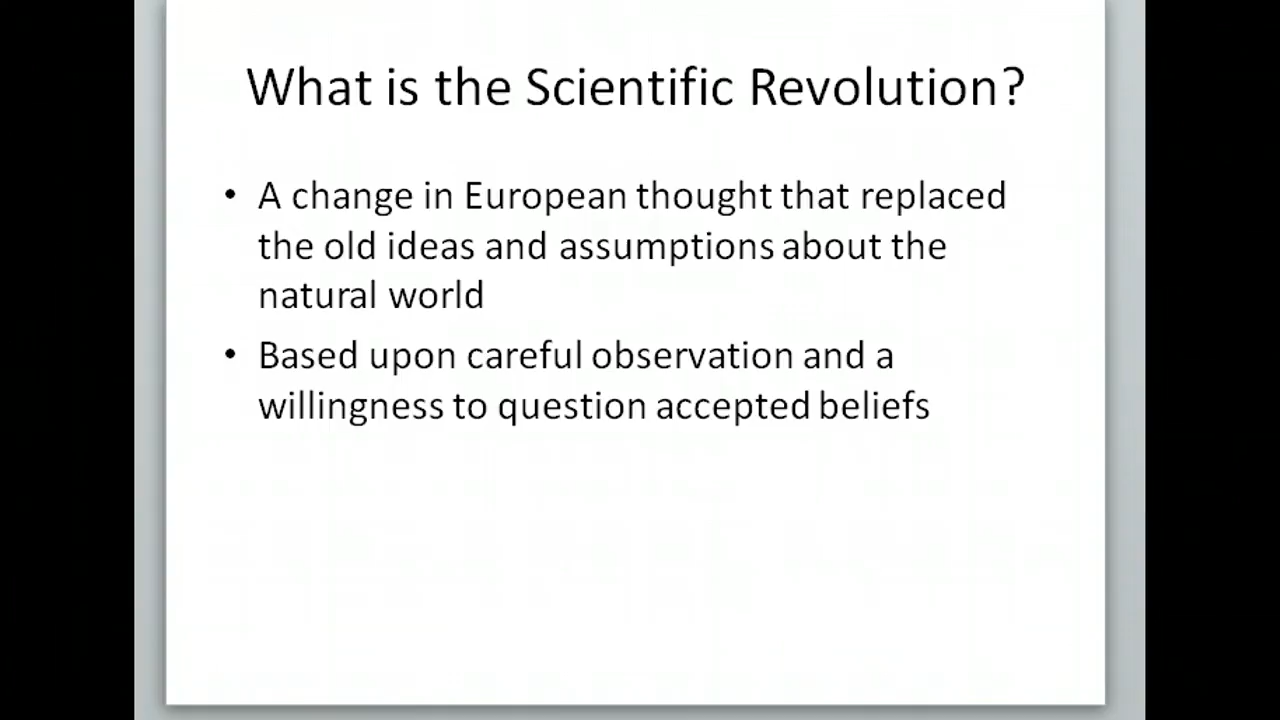 What is the Scientific Revolution?
• A change in European thought that replaced
the old ideas and assumptions about the
natural world
• Based upon careful observation and a
willingness to question accepted beliefs